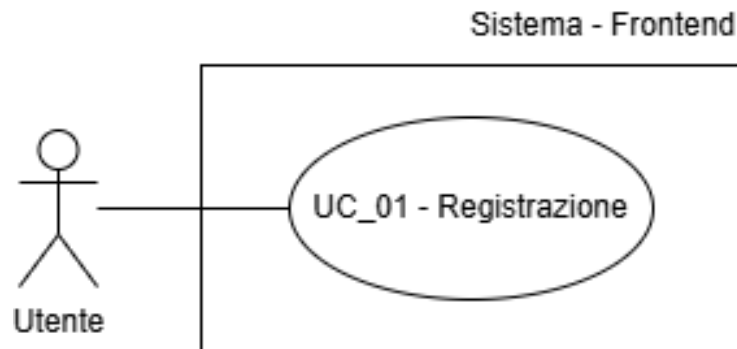 Sistema - Frontend
UC_01 - Registrazione
Utente